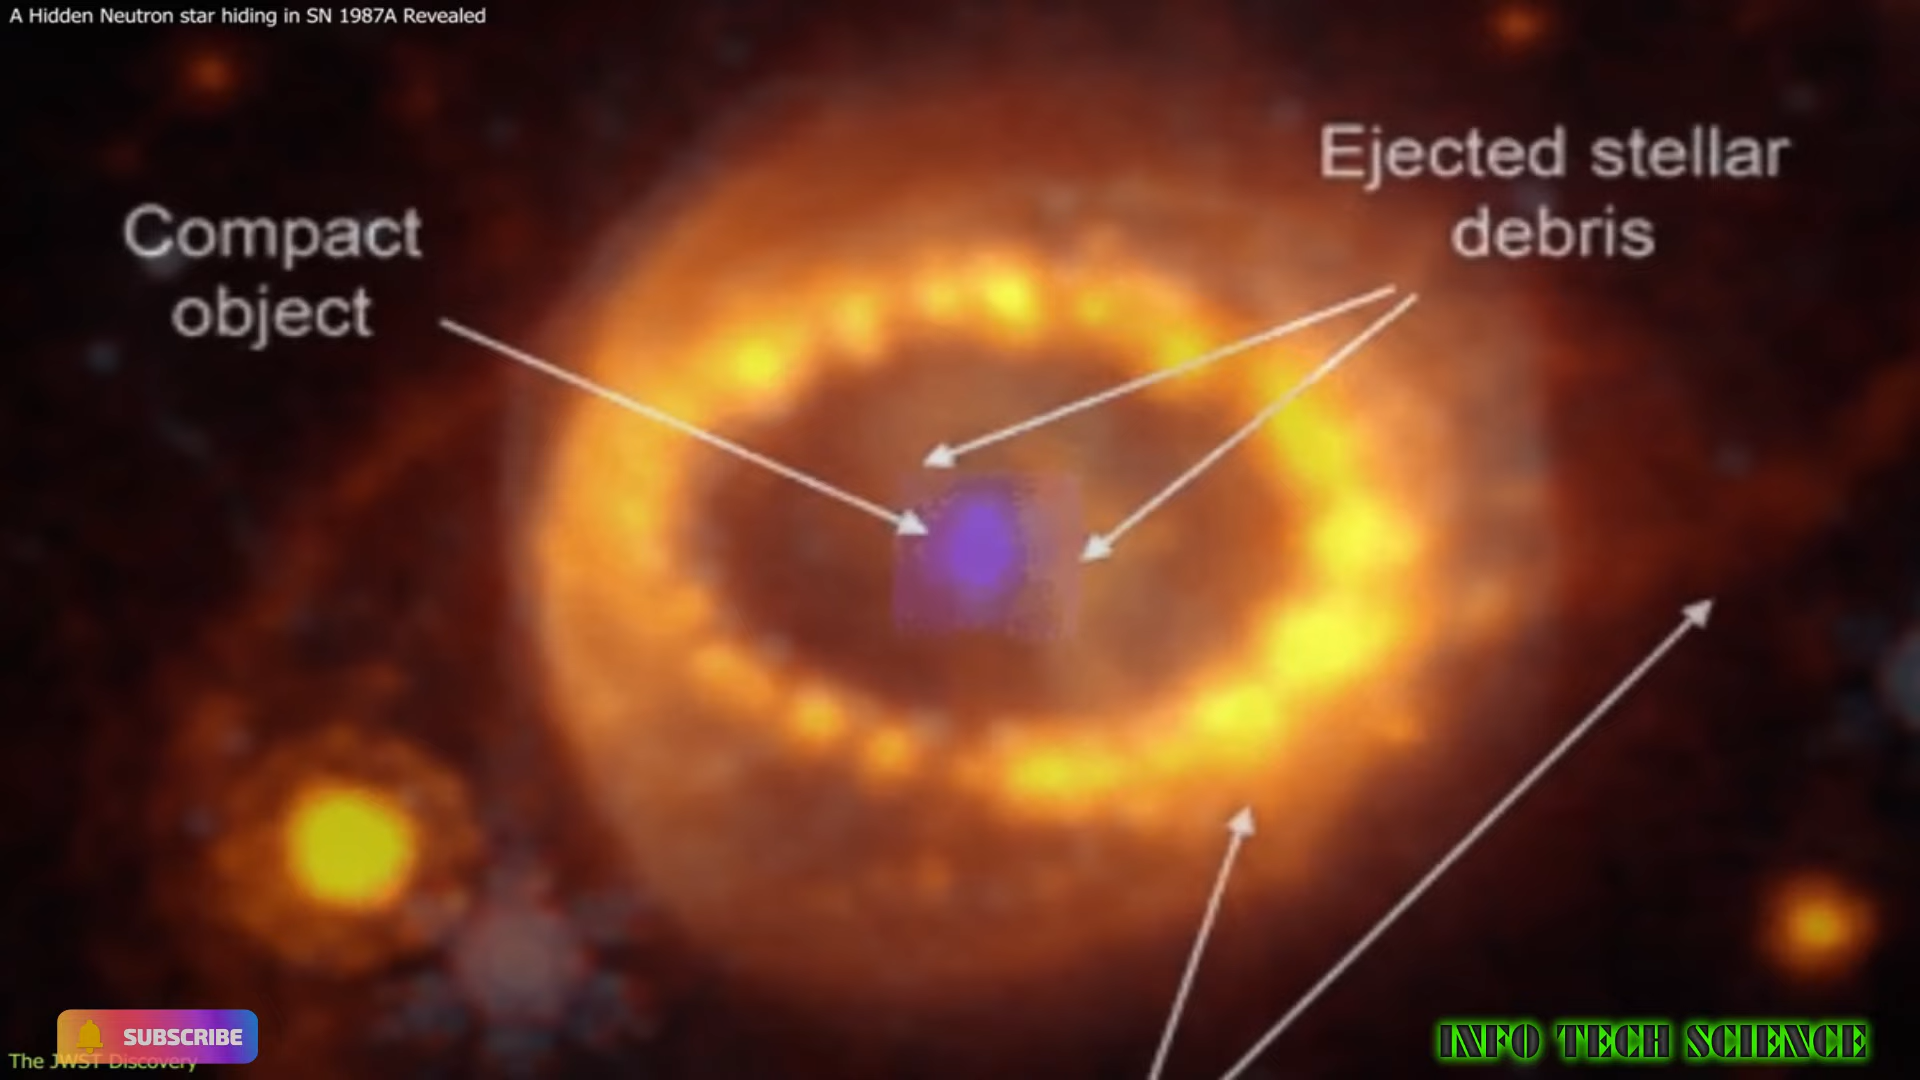 A Hidden Neutron star hiding in SN 1987A Revealed
Ejected stellar
debris
Compact
object
SUBSCRIBE
The JWST Discovery
INFO TECH SCIENCE